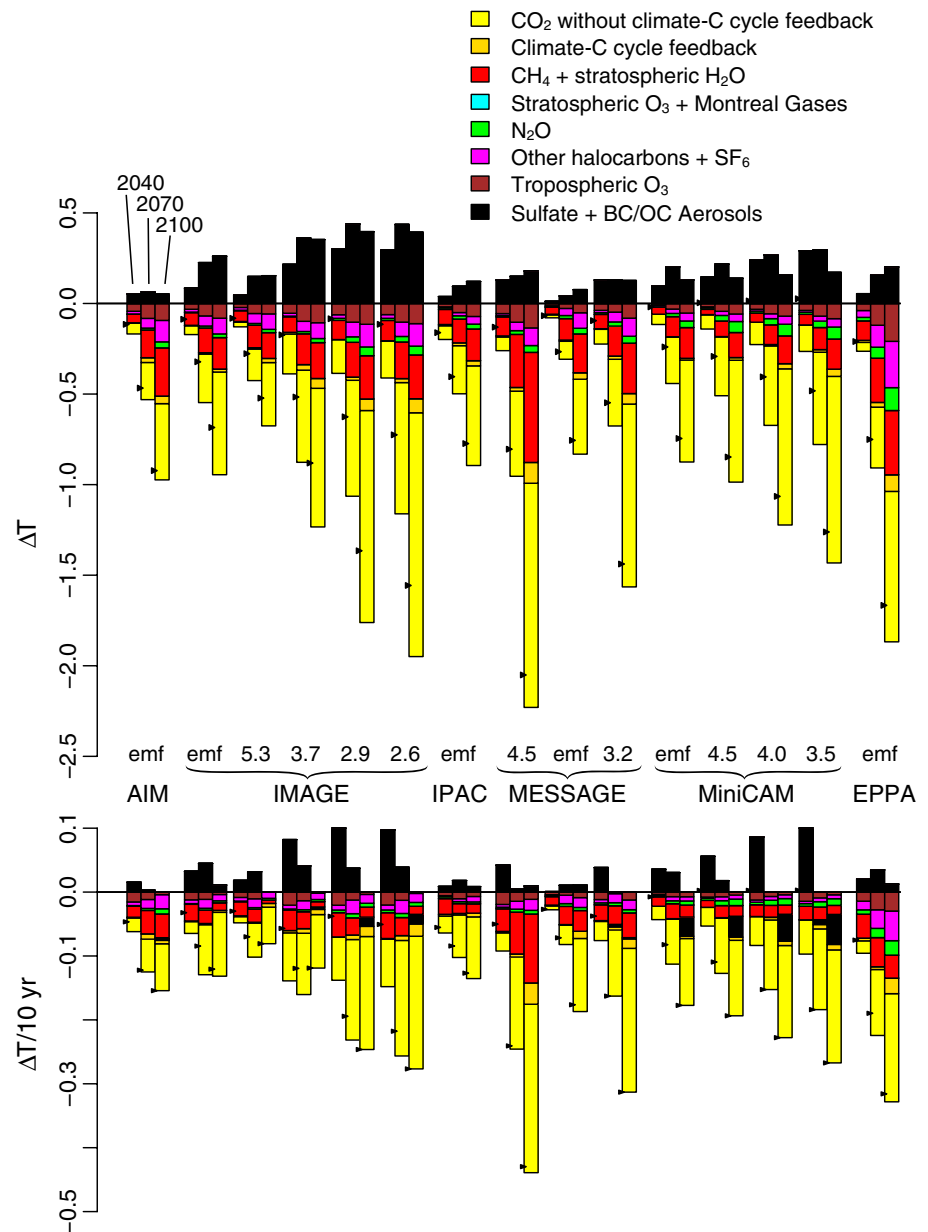 CO₂ without climate-C cycle feedback
Climate-C cycle feedback
CH₄ + stratospheric H₂O
Stratospheric O₃ + Montreal Gases
N₂O
Other halocarbons + SF₆
Tropospheric O₃
Sulfate + BC/OC Aerosols
2040
2070
2100
0.5
0.0
−0.5
−1.0
−1.5
−2.0
−2.5
ΔT
emf emf 5.3 3.7 2.9 2.6 emf 4.5 emf 3.2 emf 4.5 4.0 3.5 emf
AIM IMAGE IPAC MESSAGE MiniCAM EPPA
0.1
0.0
−0.1
−0.3
−0.5
ΔT/10 yr